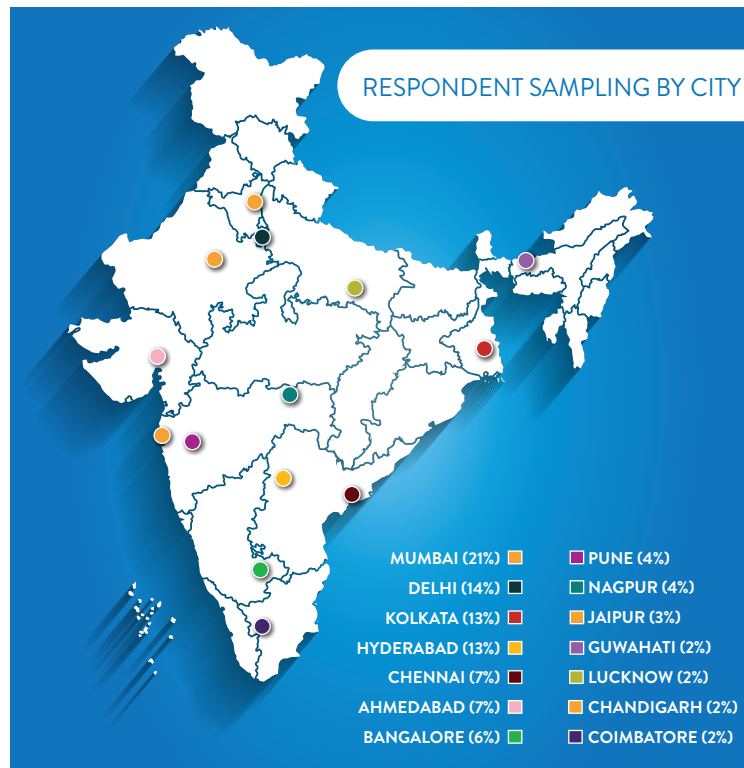 RESPONDENT SAMPLING BY CITY
MUMBAI (21%)
DELHI (14%)
KOLKATA (13%)
HYDERABAD (13%)
CHENNAI (7%)
AHMEDABAD (7%)
BANGALORE (6%)
PUNE (4%)
NAGPUR (4%)
JAIPUR (3%)
GUWAHATI (2%)
LUCKNOW (2%)
CHANDIGARH (2%)
COIMBATORE (2%)